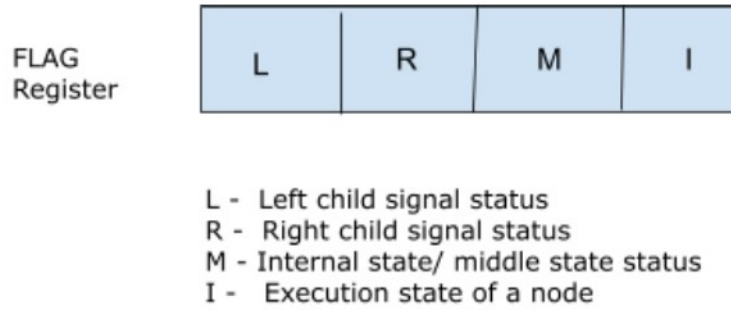 FLAG
Register
L R M I
L - Left child signal status
R - Right child signal status
M - Internal state/ middle state status
I - Execution state of a node